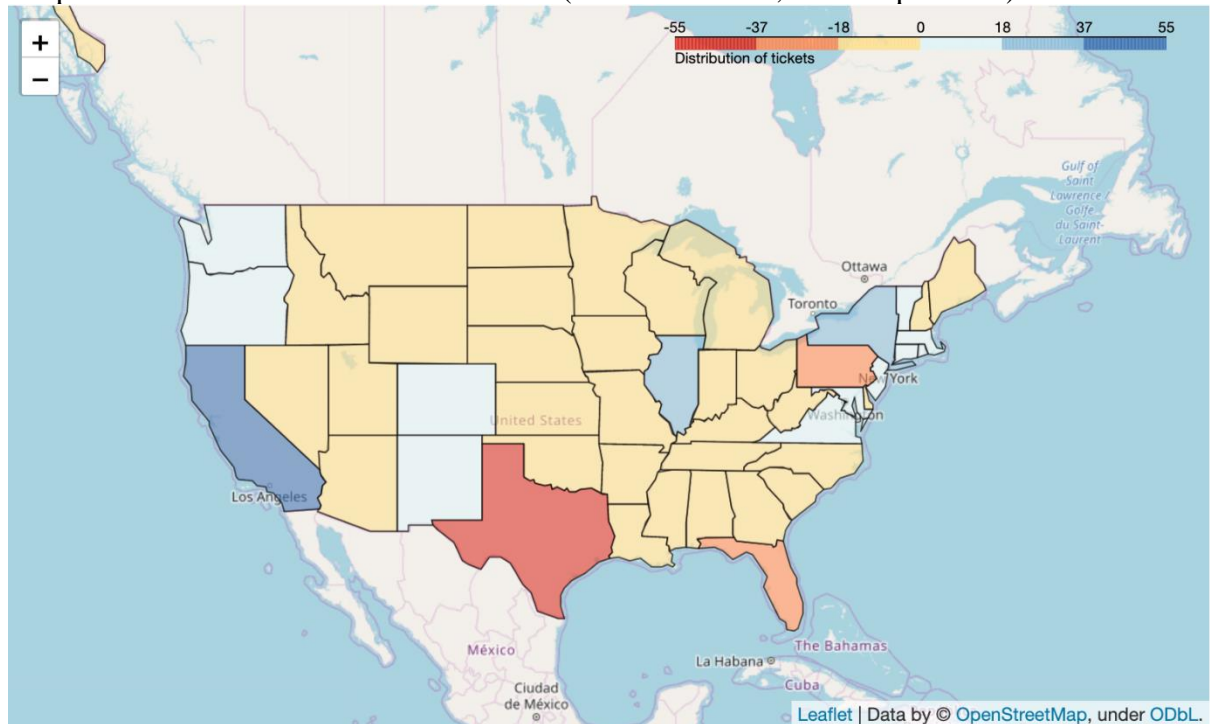 +
−
-55 -37 -18 0 18 37 55
Distribution of tickets
Gulf of
Saint
Lawrence /
Golfe
du Saint-
Laurent
Ottawa
Toronto
New York
United States
Washington
Los Angeles
México
La Habana
The Bahamas
Cuba
Ciudad
de México
Leaflet | Data by © OpenStreetMap, under ODbL.